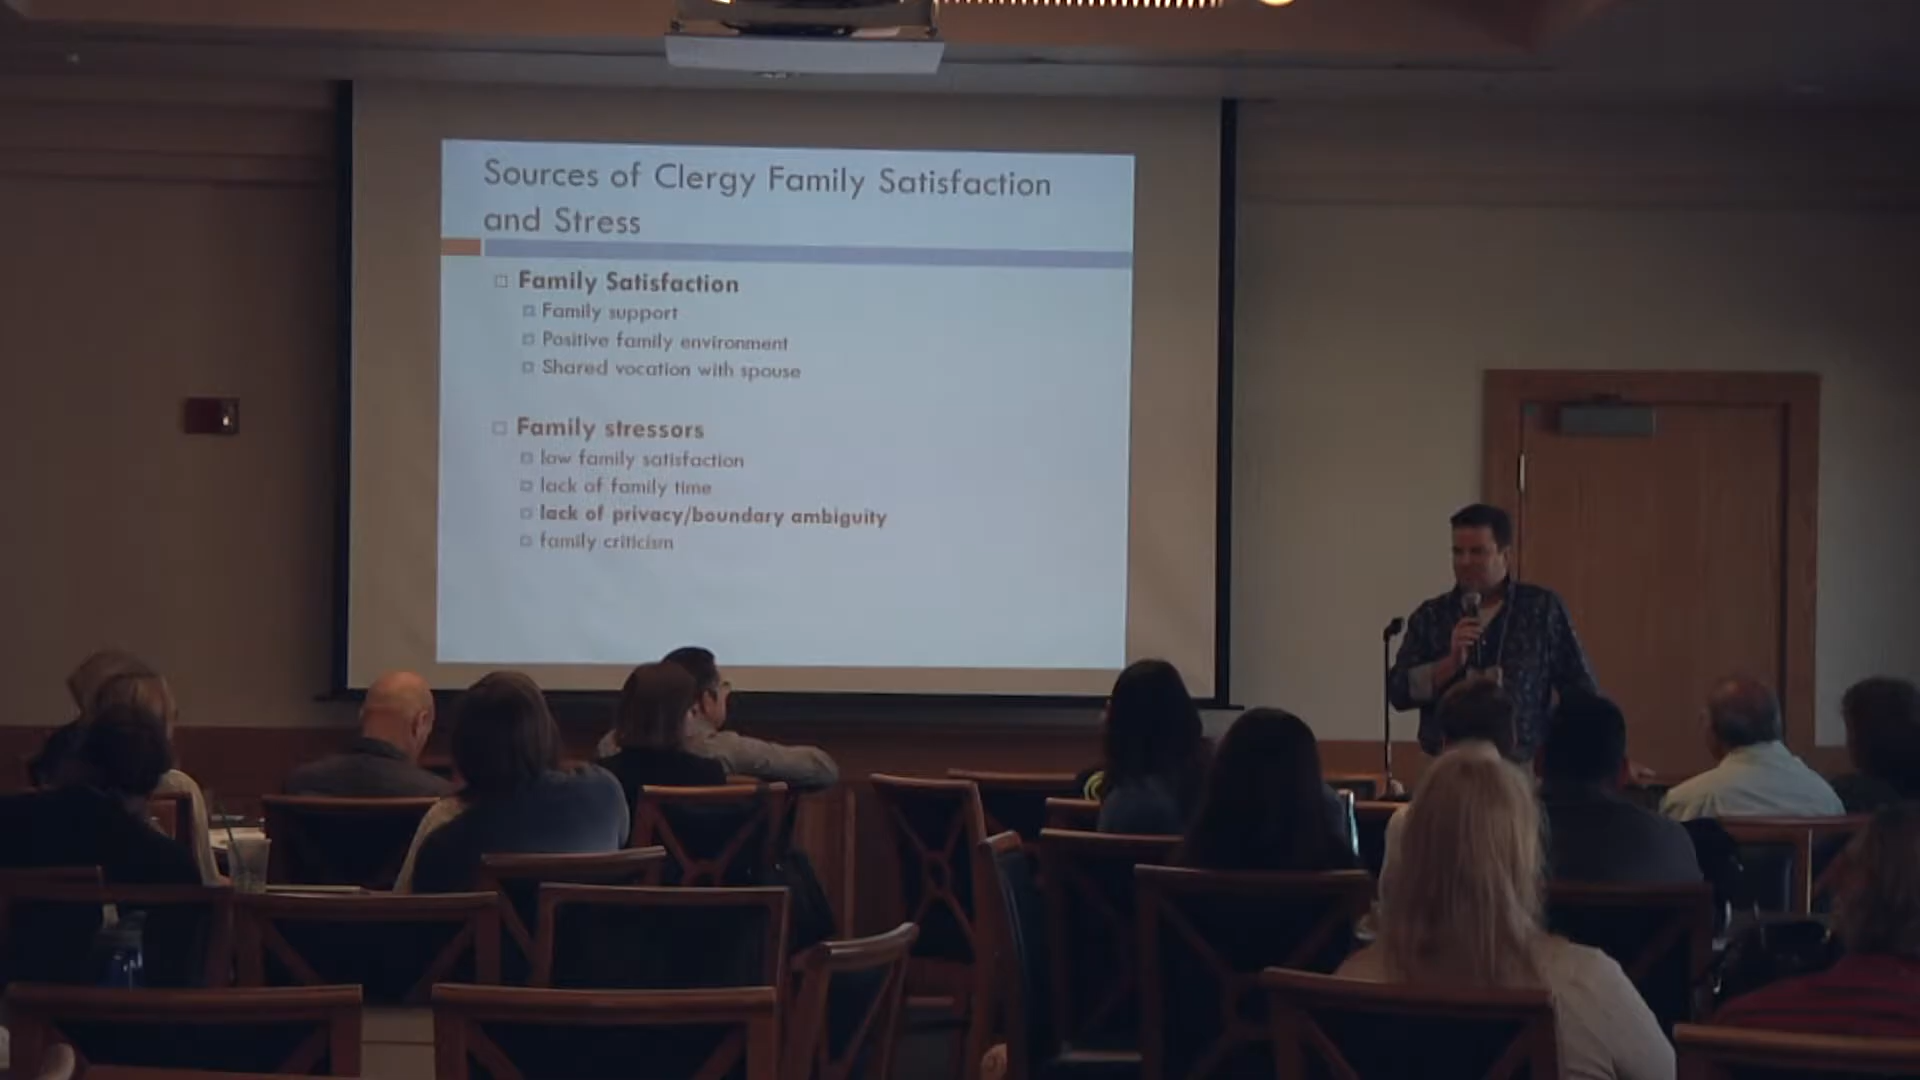 Sources of Clergy Family Satisfaction
and Stress
Family Satisfaction
Family support
Positive family environment
Shared vocation with spouse
Family stressors
low family satisfaction
lack of family time
lack of privacy/boundary ambiguity
family criticism